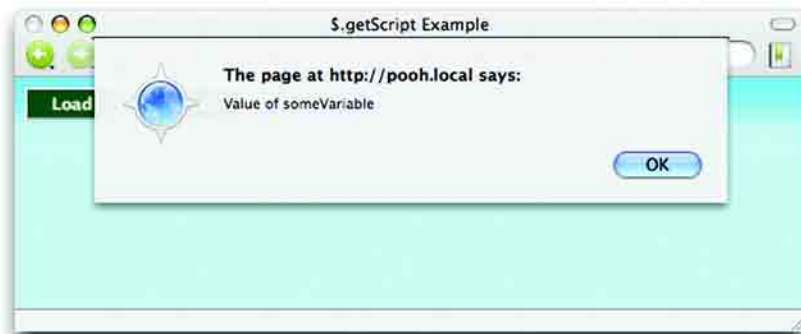 $.getScript Example
The page at http://pooh.local says:
Value of someVariable
Load
OK